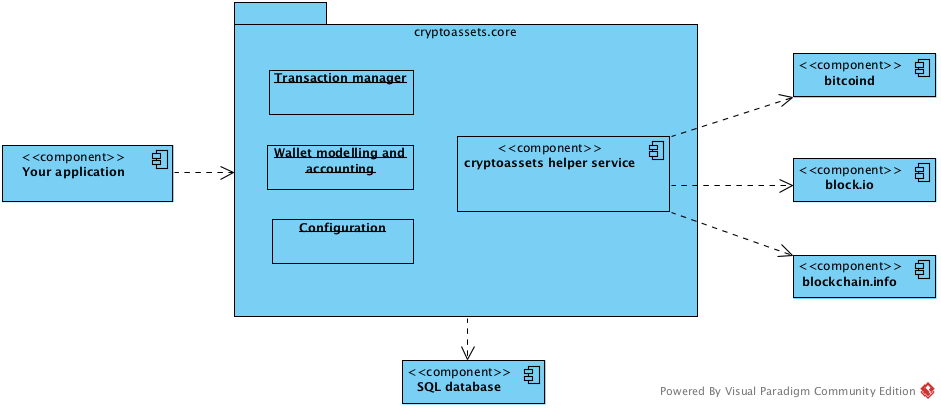 cryptoassets.core
Transaction manager
<<component>>
bitcoind
<<component>>
Your application
Wallet modelling and
accounting
<<component>>
cryptoassets helper service
<<component>>
block.io
Configuration
<<component>>
blockchain.info
<<component>>
SQL database
Powered By Visual Paradigm Community Edition